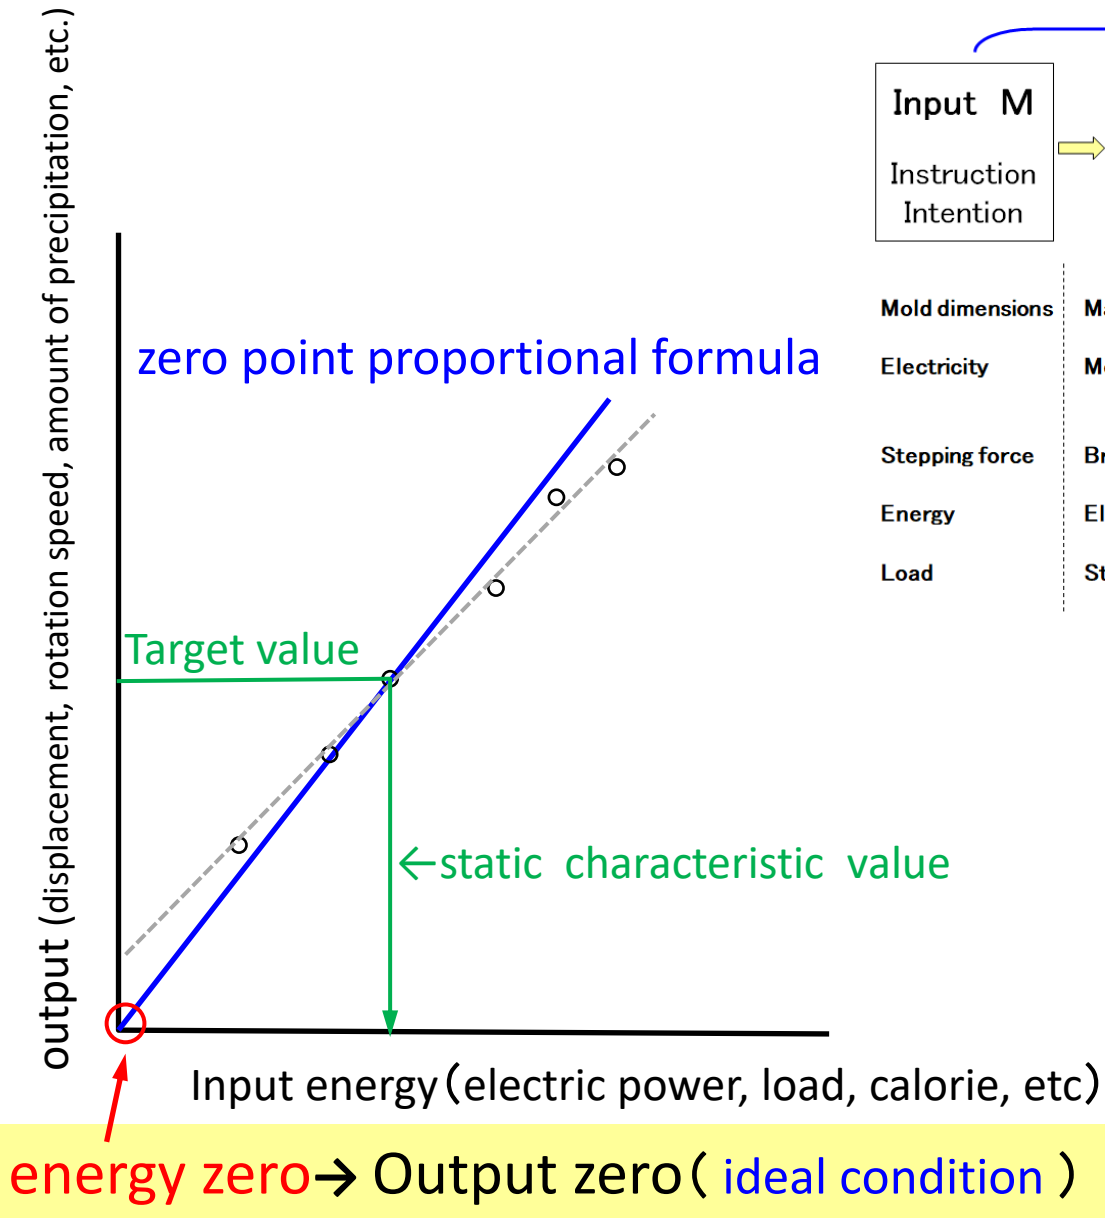 output (displacement, rotation speed, amount of precipitation, etc.)
Input M
Instruction
Intention
Mold dimensions
Electricity
Stepping force
Energy
Load
zero point proportional formula
Target value
←static characteristic value
Input energy(electric power, load, calorie, etc)
energy zero→ Output zero( ideal condition )